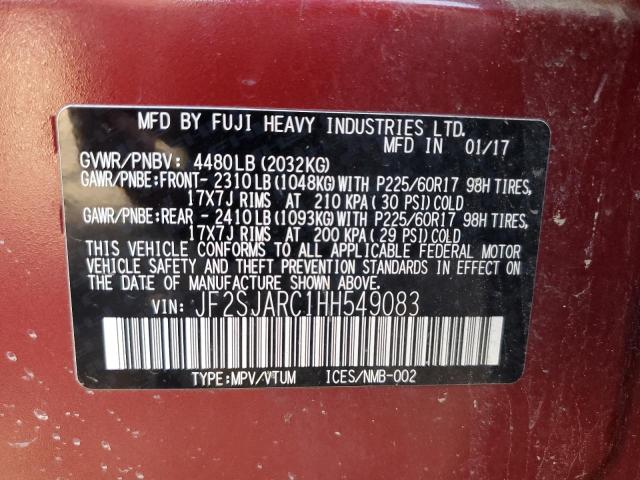 MFD BY FUJI HEAVY INDUSTRIES LTD.
MFD IN 01/17
GVWR/PNBV: 4480LB(2032KG)
GAWR/PNBE:FRONT- 2310LB(1048KG)WITH P225/60R17 98H TIRES,
17X7J RIMS AT 210 KPA(30 PSI)COLD
GAWR/PNBE:REAR - 2410LB(1093KG)WITH P225/60R17 98H TIRES,
17X7J RIMS AT 200 KPA(29 PSI)COLD
THIS VEHICLE CONFORMS TO ALL APPLICABLE FEDERAL MOTOR
VEHICLE SAFETY AND THEFT PREVENTION STANDARDS IN EFFECT ON
THE DATE OF MANUFACTURE SHOWN ABOVE.
VIN: JF2SJARC1HH549083
TYPE:MPV/VTUM ICES/NMB-002